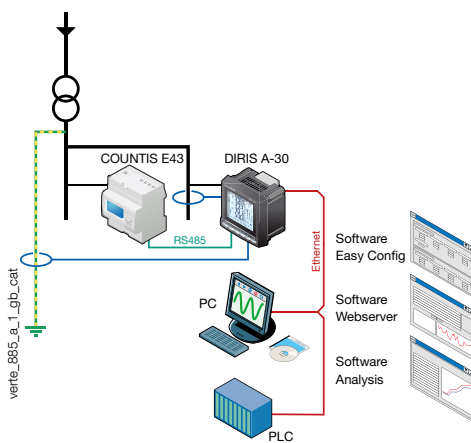 COUNTIS E43
DIRIS A-30
RS485
Ethernet
Software
Easy Config
PC
Software
Webserver
Software
Analysis
PLC
verte_885_a_1_gb_cat